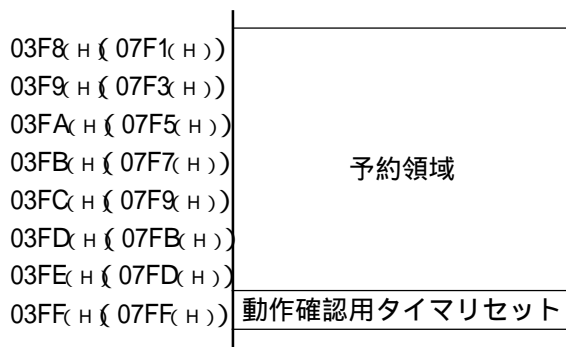 03F8(H)(07F1(H))
03F9(H)(07F3(H))
03FA(H)(07F5(H))
03FB(H)(07F7(H)) 予約領域
03FC(H)(07F9(H))
03FD(H)(07FB(H))
03FE(H)(07FD(H))
03FF(H)(07FF(H)) 動作確認用タイマリセット